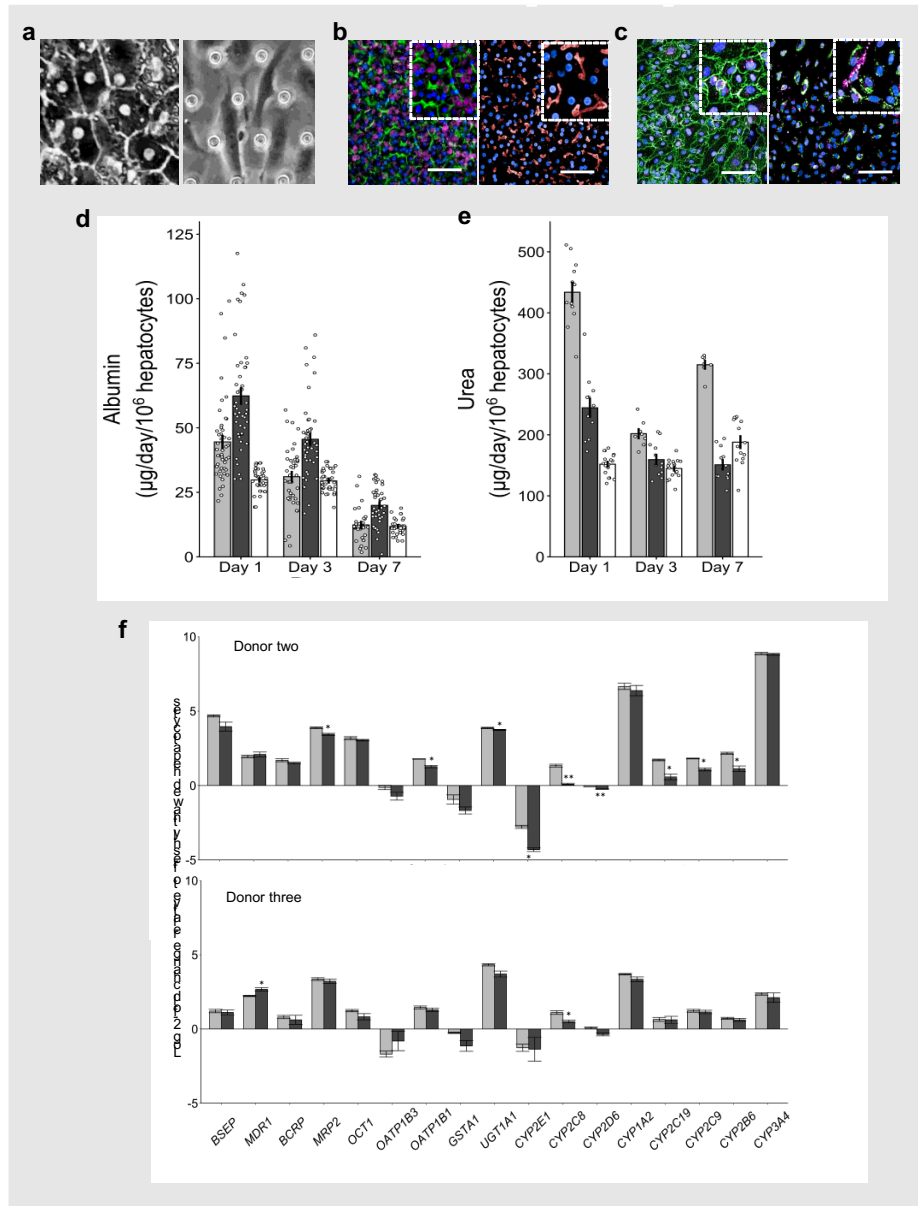 a
b
c
d
Albumin
(µg/day/10⁶ hepatocytes)
125
100
75
50
25
0
Day 1
Day 3
Day 7
e
Urea
(µg/day/10⁶ hepatocytes)
500
400
300
200
100
0
Day 1
Day 3
Day 7
f
Donor two
10
5
0
-5
*
*
*
*
**
**
*
*
*
Donor three
10
5
0
-5
*
*
BSEP
MDR1
BCRP
MRP2
OCT1
OATP1B3
OATP1B1
GSTA1
UGT1A1
CYP2E1
CYP2C8
CYP2D6
CYP1A2
CYP2C19
CYP2C9
CYP2B6
CYP3A4